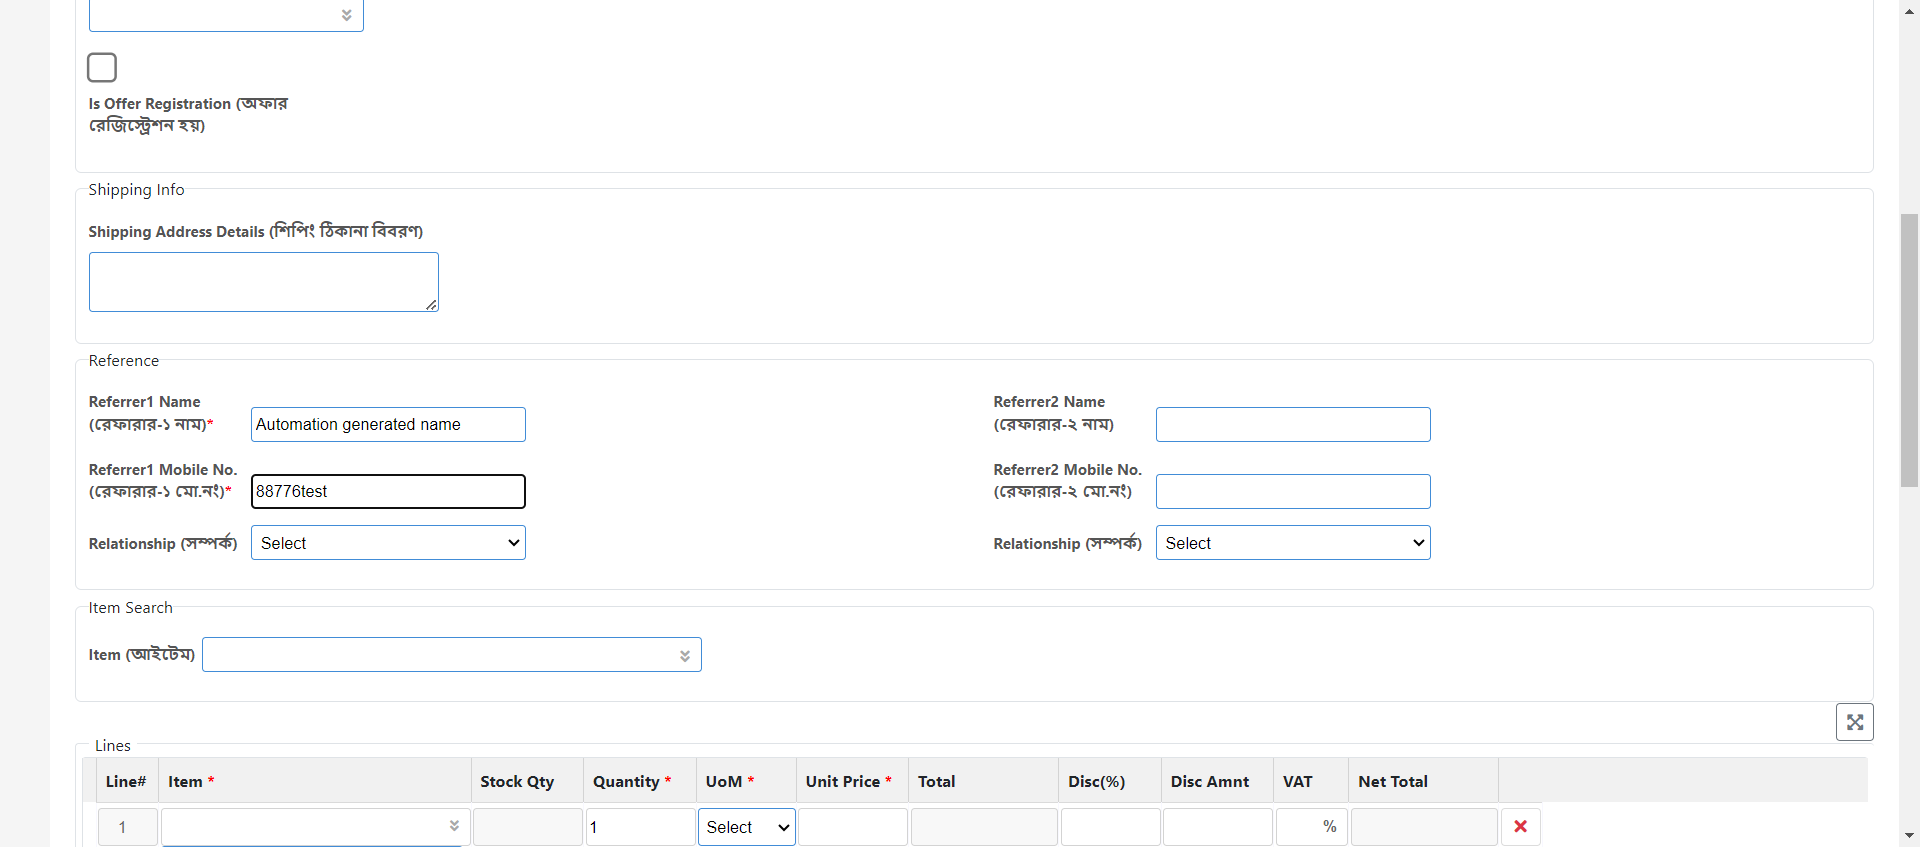 Is Offer Registration (অফার
রেজিস্ট্রেশন হয়)
Shipping Info
Shipping Address Details (শিপিং ঠিকানা বিবরণ)
Reference
Referrer1 Name
(রেফারার-১ নাম)*
Automation generated name
Referrer2 Name
(রেফারার-২ নাম)
Referrer1 Mobile No.
(রেফারার-১ মো.নং)*
88776test
Referrer2 Mobile No.
(রেফারার-২ মো.নং)
Relationship (সম্পর্ক) Select
Relationship (সম্পর্ক) Select
Item Search
Item (আইটেম)
Lines
Line# Item * Stock Qty Quantity * UoM * Unit Price * Total Disc(%) Disc Amnt VAT Net Total
1 1 Select %